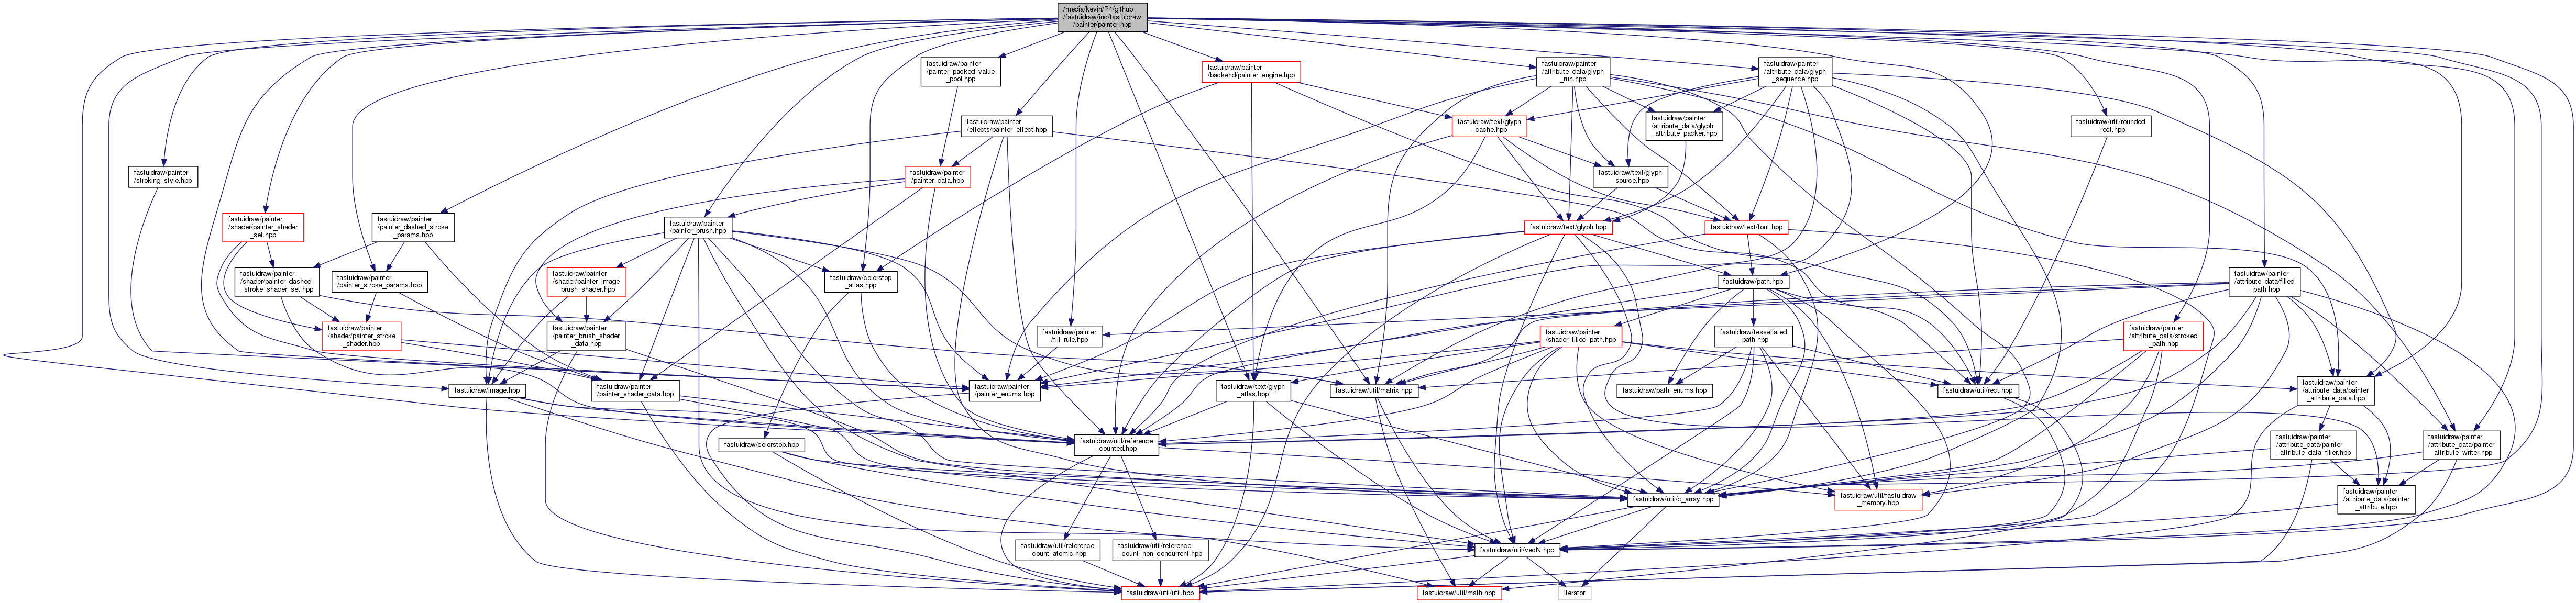 /media/kevin/P4/github
/fastuidraw/inc/fastuidraw
/painter/painter.hpp
fastuidraw/painter
/painter_packed_value
_pool.hpp
fastuidraw/painter
/backend/painter_engine.hpp
fastuidraw/painter
/attribute_data/glyph
_run.hpp
fastuidraw/painter
/attribute_data/glyph
_sequence.hpp
fastuidraw/painter
/effects/painter_effect.hpp
fastuidraw/text/glyph
_cache.hpp
fastuidraw/painter
/attribute_data/glyph
_attribute_packer.hpp
fastuidraw/util/rounded
_rect.hpp
fastuidraw/painter
/stroking_style.hpp
fastuidraw/painter
/painter_data.hpp
fastuidraw/text/glyph
_source.hpp
fastuidraw/painter
/shader/painter_shader
_set.hpp
fastuidraw/painter
/painter_dashed_stroke
_params.hpp
fastuidraw/painter
/painter_brush.hpp
fastuidraw/text/glyph.hpp
fastuidraw/text/font.hpp
fastuidraw/painter
/shader/painter_dashed
_stroke_shader_set.hpp
fastuidraw/painter
/painter_stroke_params.hpp
fastuidraw/painter
/shader/painter_image
_brush_shader.hpp
fastuidraw/colorstop
_atlas.hpp
fastuidraw/path.hpp
fastuidraw/painter
/attribute_data/filled
_path.hpp
fastuidraw/painter
/shader/painter_stroke
_shader.hpp
fastuidraw/painter
/painter_brush_shader
_data.hpp
fastuidraw/painter
/fill_rule.hpp
fastuidraw/painter
/shader_filled_path.hpp
fastuidraw/tessellated
_path.hpp
fastuidraw/painter
/attribute_data/stroked
_path.hpp
fastuidraw/image.hpp
fastuidraw/painter
/painter_shader_data.hpp
fastuidraw/painter
/painter_enums.hpp
fastuidraw/text/glyph
_atlas.hpp
fastuidraw/util/matrix.hpp
fastuidraw/path_enums.hpp
fastuidraw/util/rect.hpp
fastuidraw/painter
/attribute_data/painter
_attribute_data.hpp
fastuidraw/colorstop.hpp
fastuidraw/util/reference
_counted.hpp
fastuidraw/painter
/attribute_data/painter
_attribute_data_filler.hpp
fastuidraw/painter
/attribute_data/painter
_attribute_writer.hpp
fastuidraw/util/c_array.hpp
fastuidraw/util/fastuidraw
_memory.hpp
fastuidraw/painter
/attribute_data/painter
_attribute.hpp
fastuidraw/util/reference
_count_atomic.hpp
fastuidraw/util/reference
_count_non_concurrent.hpp
fastuidraw/util/vecN.hpp
fastuidraw/util/util.hpp
fastuidraw/util/math.hpp
iterator